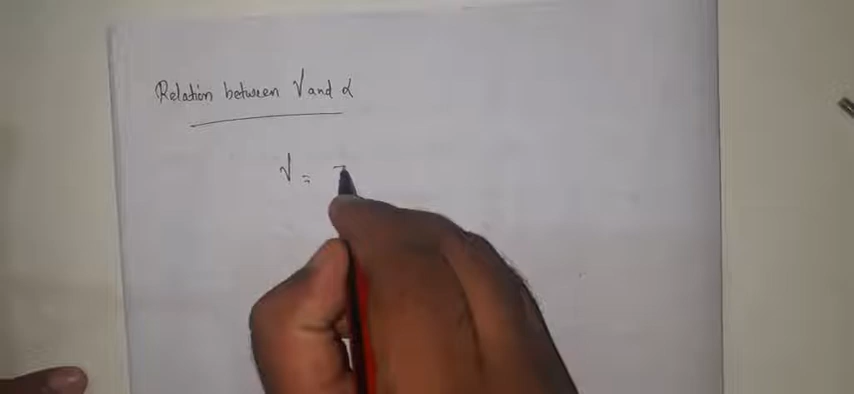 Relation between γ and α
γ =